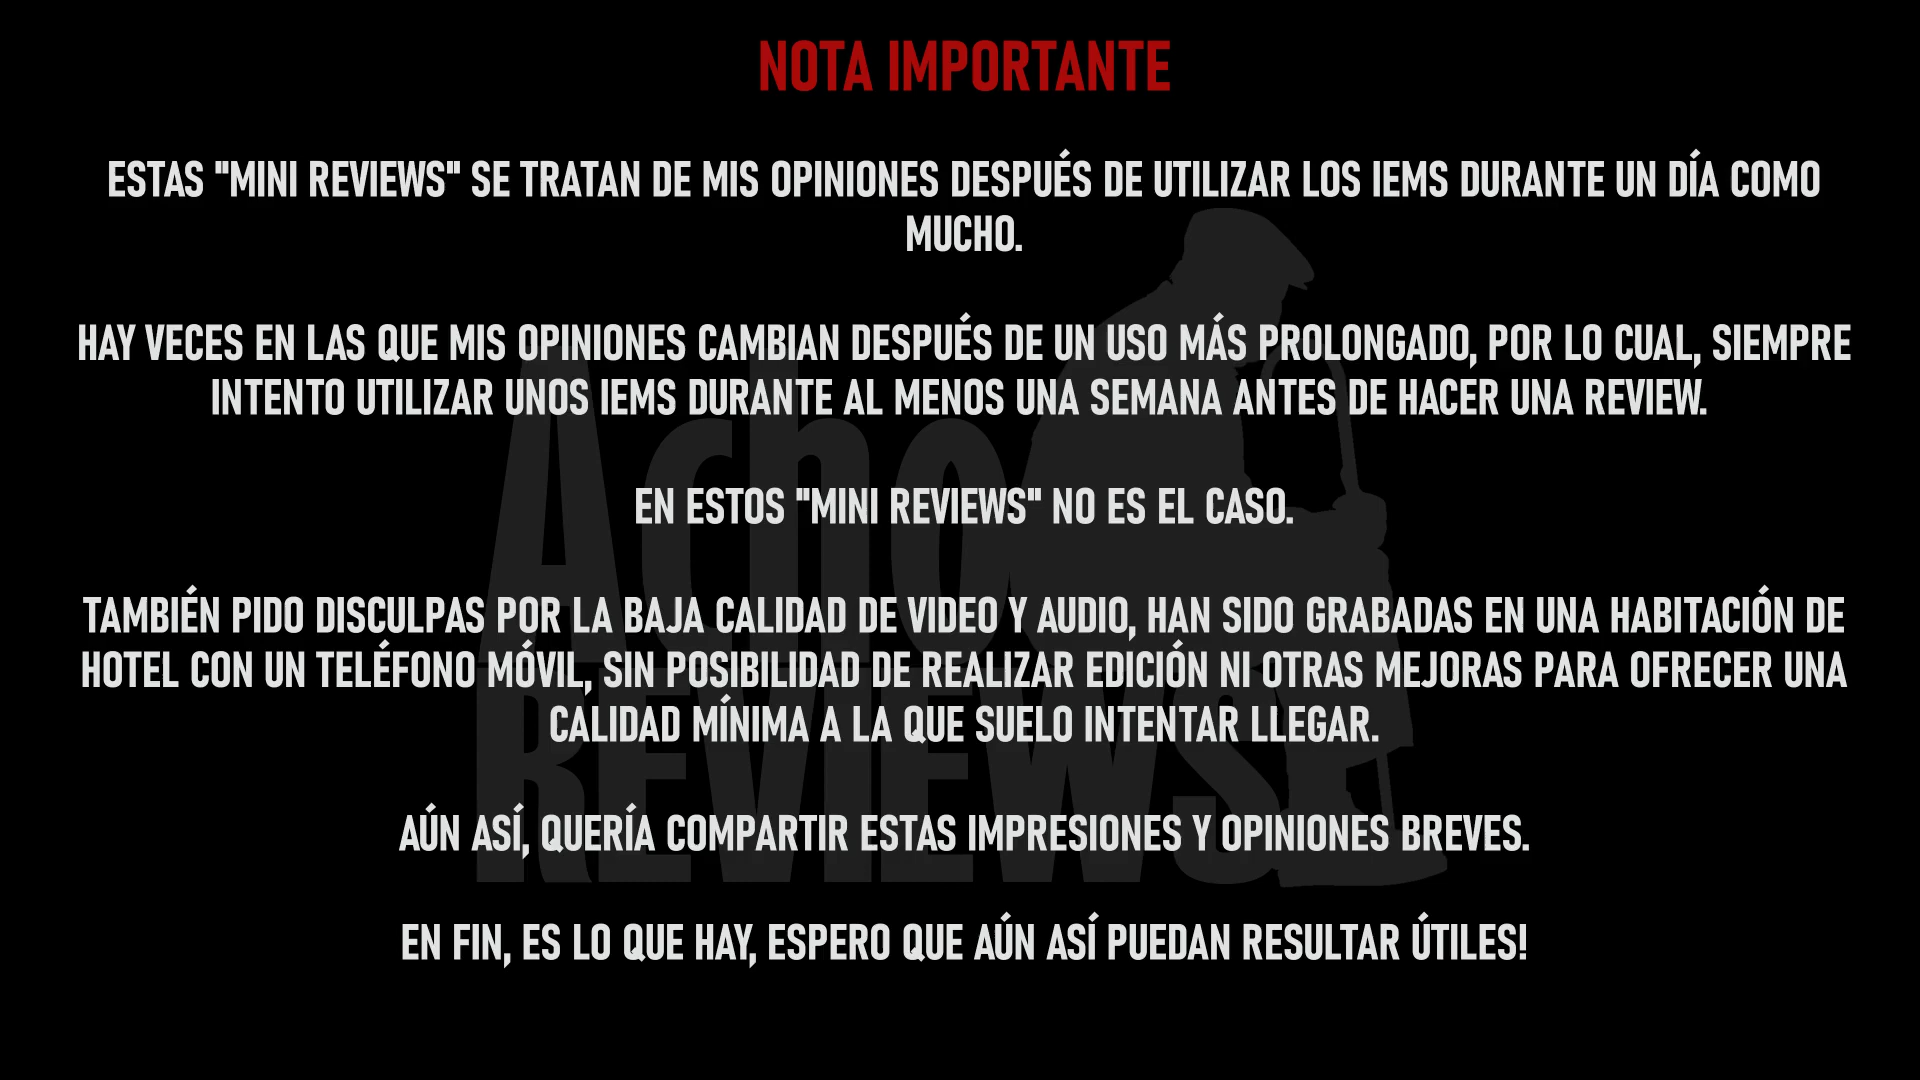 NOTA IMPORTANTE
ESTAS "MINI REVIEWS" SE TRATAN DE MIS OPINIONES DESPUÉS DE UTILIZAR LOS IEMS DURANTE UN DÍA COMO
MUCHO.
HAY VECES EN LAS QUE MIS OPINIONES CAMBIAN DESPUÉS DE UN USO MÁS PROLONGADO, POR LO CUAL, SIEMPRE
INTENTO UTILIZAR UNOS IEMS DURANTE AL MENOS UNA SEMANA ANTES DE HACER UNA REVIEW.
EN ESTOS "MINI REVIEWS" NO ES EL CASO.
TAMBIÉN PIDO DISCULPAS POR LA BAJA CALIDAD DE VIDEO Y AUDIO, HAN SIDO GRABADAS EN UNA HABITACIÓN DE
HOTEL CON UN TELÉFONO MÓVIL, SIN POSIBILIDAD DE REALIZAR EDICIÓN NI OTRAS MEJORAS PARA OFRECER UNA
CALIDAD MÍNIMA A LA QUE SUELO INTENTAR LLEGAR.
AÚN ASÍ, QUERÍA COMPARTIR ESTAS IMPRESIONES Y OPINIONES BREVES.
EN FIN, ES LO QUE HAY, ESPERO QUE AÚN ASÍ PUEDAN RESULTAR ÚTILES!
Acho
REVIEWS